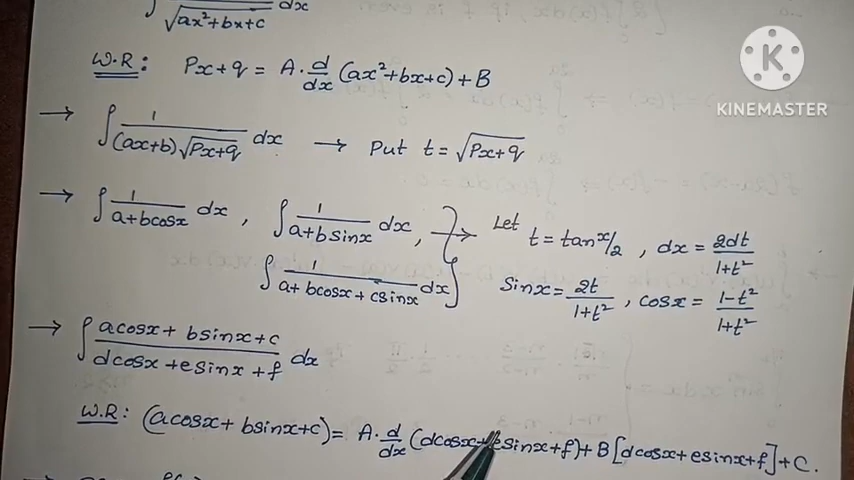 ∫ ─── dx
√ax²+bx+c
W.R: Px+q = A·d/dx (ax²+bx+c)+B
KINEMASTER
→ ∫ 1/((ax+b)√Px+q) dx → Put t = √Px+q
→ ∫ 1/(a+bcosx) dx , ∫ 1/(a+bsinx) dx , → Let t = tan x/2 , dx = 2dt/(1+t²)
∫ 1/(a+bcosx+csinx) dx Sinx = 2t/(1+t²) , cosx = (1-t²)/(1+t²)
→ ∫ (acosx+bsinx+c)/(dcosx+esinx+f) dx
W.R: (acosx+bsinx+c) = A·d/dx (dcosx+esinx+f)+B[dcosx+esinx+f]+C.